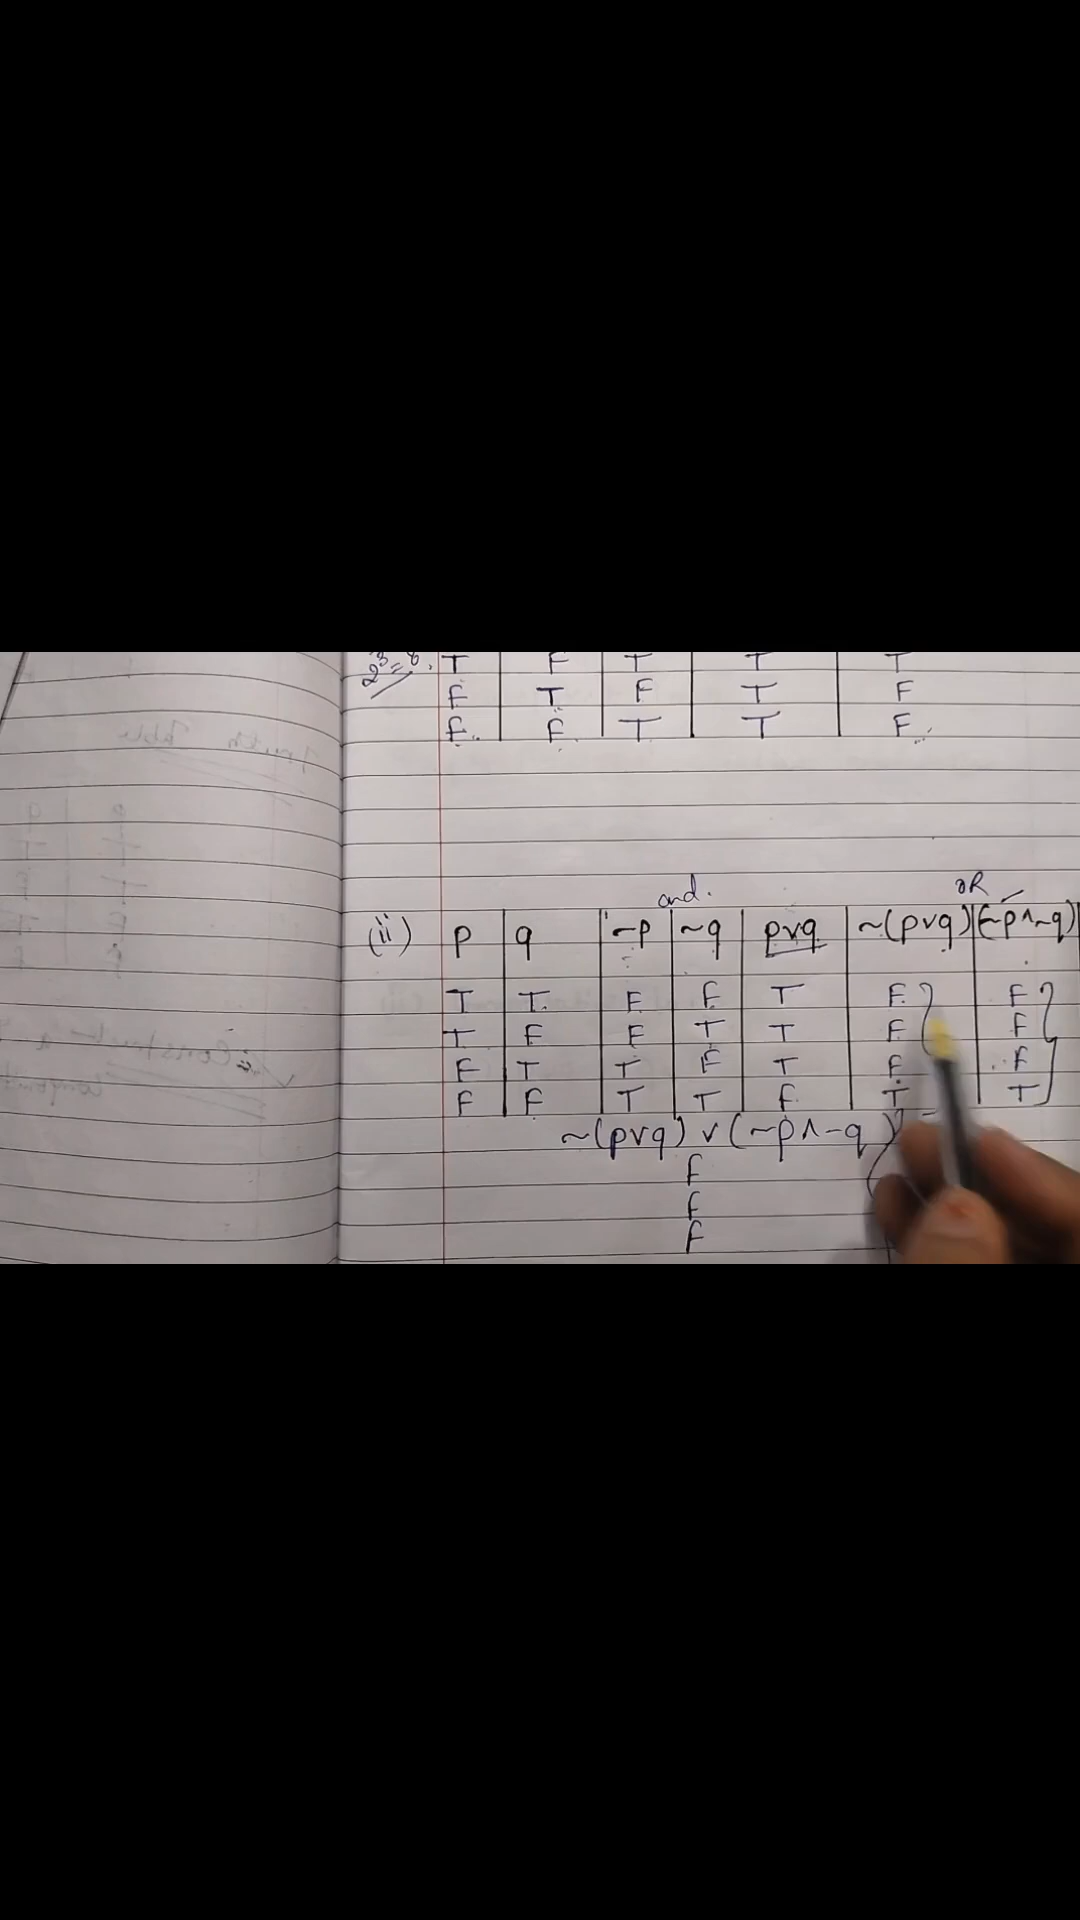 2³=8. T F T T T
F T F T F
F F T T F
and. oR
(ii) p q ~p ~q pvq ~(pvq) (~p^~q)
T T F F T F F
T F F T T F F
F T T F T F F
F F T T F T T
~(pvq) v (~p^~q)
F
F
F